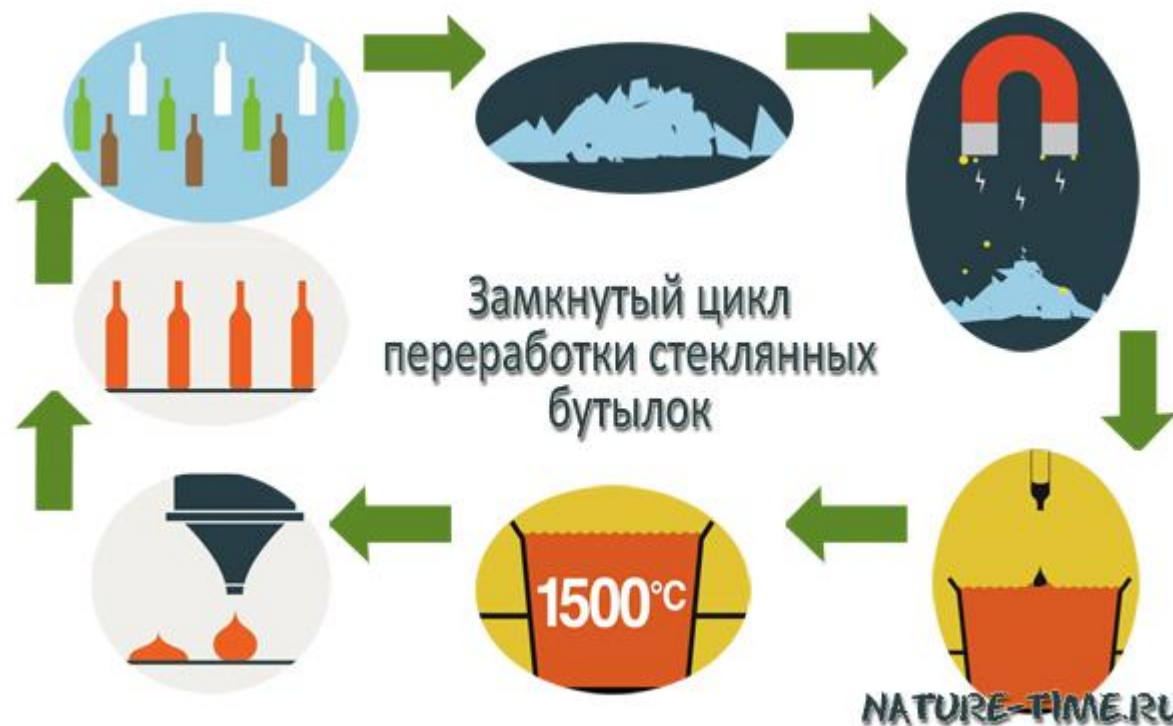 Замкнутый цикл
переработки стеклянных
бутылок
1500°C
NATURE-TIME.RU